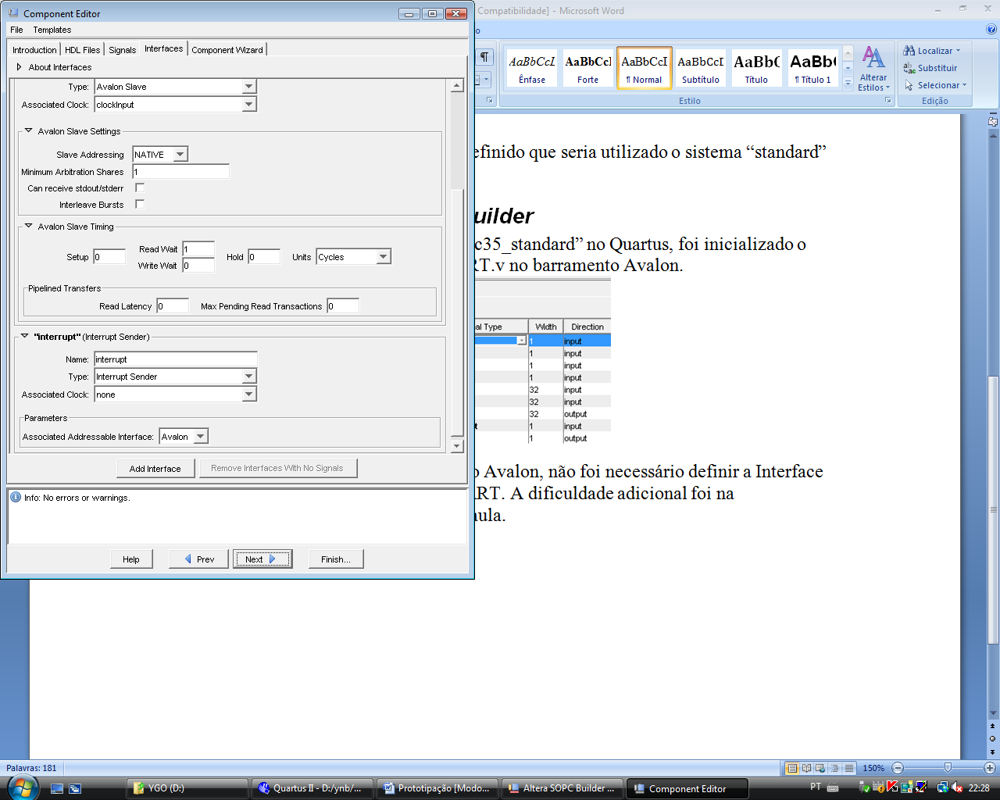 Component Editor
File Templates
Introduction HDL Files Signals Interfaces Component Wizard
About Interfaces
Type: Avalon Slave
Associated Clock: clockInput
Avalon Slave Settings
Slave Addressing NATIVE
Minimum Arbitration Shares 1
Can receive stdout/stderr
Interleave Bursts
Avalon Slave Timing
Setup 0 Read Wait 1 Write Wait 0 Hold 0 Units Cycles
Pipelined Transfers
Read Latency 0 Max Pending Read Transactions 0
"interrupt" (Interrupt Sender)
Name: interrupt
Type: Interrupt Sender
Associated Clock: none
Parameters
Associated Addressable Interface: Avalon
Add Interface Remove Interfaces With No Signals
Info: No errors or warnings.
Help Prev Next Finish...
Compatibilidade] - Microsoft Word
AaBbCcI AaBbCcI AaBbCcI AaBbCcI AaBbC AaBbC
Ênfase Forte ¶ Normal Subtítulo Título ¶ Título 1
Alterar Estilos
Estilo
Localizar
Substituir
Selecionar
Edição
efinido que seria utilizado o sistema “standard”
uilder
c35_standard” no Quartus, foi inicializado o
RT.v no barramento Avalon.
al Type Width Direction
1 input
1 input
1 input
1 input
32 input
32 input
32 output
t 1 input
1 output
o Avalon, não foi necessário definir a Interface
RT. A dificuldade adicional foi na
aula.
Palavras: 181
150%
YGO (D:)
Quartus II - D:/ynb/...
Prototipação [Modo...
Altera SOPC Builder ...
Component Editor
PT
22:28